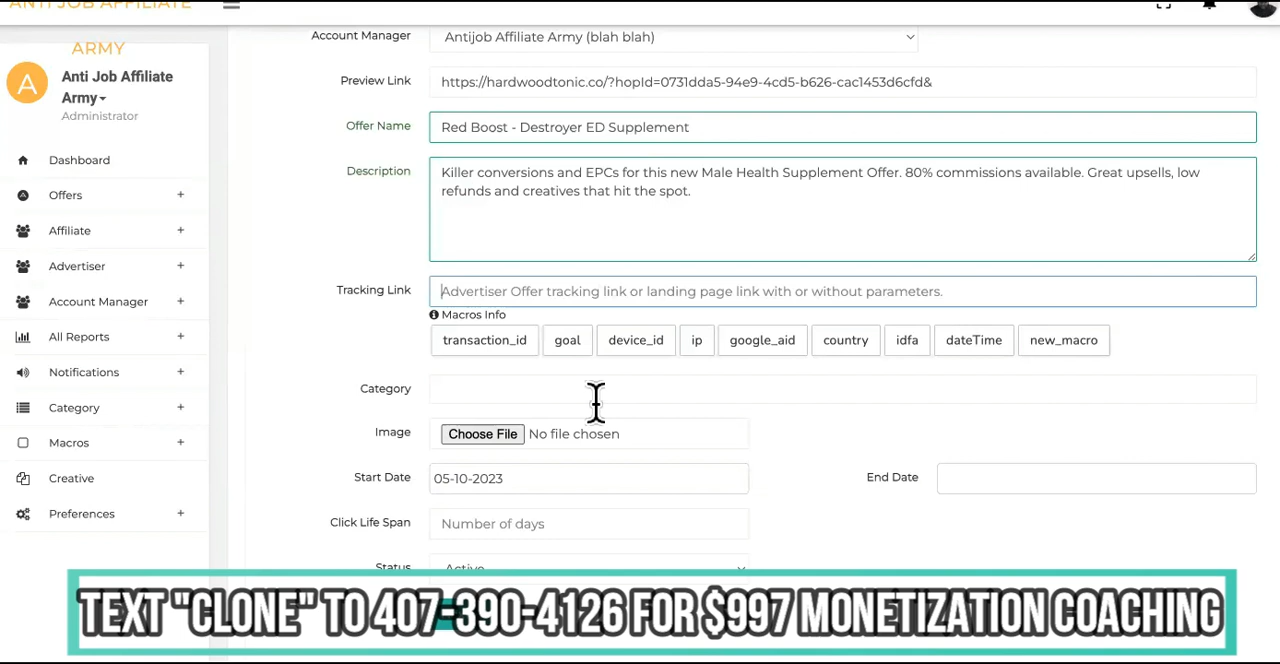 ANTI JOB AFFILIATE
ARMY
A
Anti Job Affiliate
Army
Administrator
Dashboard
Offers +
Affiliate +
Advertiser +
Account Manager +
All Reports +
Notifications +
Category +
Macros +
Creative
Preferences +
Account Manager Antijob Affiliate Army (blah blah)
Preview Link https://hardwoodtonic.co/?hopId=0731dda5-94e9-4cd5-b626-cac1453d6cfd&
Offer Name Red Boost - Destroyer ED Supplement
Description Killer conversions and EPCs for this new Male Health Supplement Offer. 80% commissions available. Great upsells, low
refunds and creatives that hit the spot.
Tracking Link Advertiser Offer tracking link or landing page link with or without parameters.
Macros Info
transaction_id goal device_id ip google_aid country idfa dateTime new_macro
Category
Image Choose File No file chosen
Start Date 05-10-2023 End Date
Click Life Span Number of days
Status Active
TEXT "CLONE" TO 407-390-4126 FOR $997 MONETIZATION COACHING